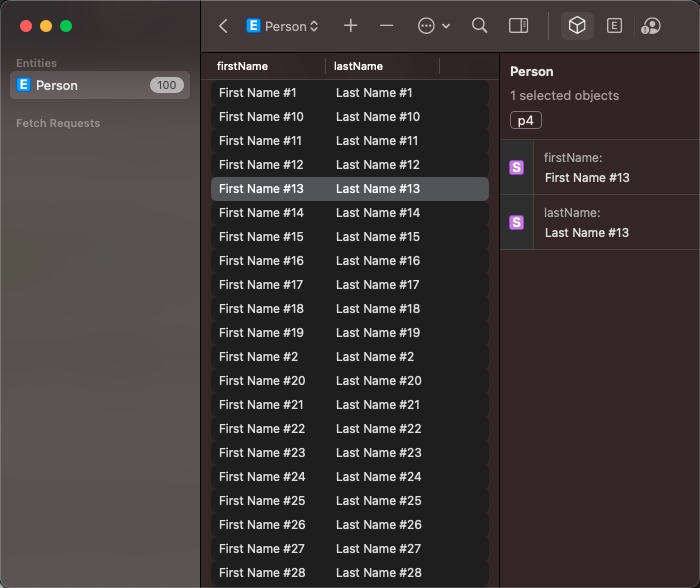 Entities
E Person 100
Fetch Requests
E Person
E
firstName lastName
First Name #1 Last Name #1
First Name #10 Last Name #10
First Name #11 Last Name #11
First Name #12 Last Name #12
First Name #13 Last Name #13
First Name #14 Last Name #14
First Name #15 Last Name #15
First Name #16 Last Name #16
First Name #17 Last Name #17
First Name #18 Last Name #18
First Name #19 Last Name #19
First Name #2 Last Name #2
First Name #20 Last Name #20
First Name #21 Last Name #21
First Name #22 Last Name #22
First Name #23 Last Name #23
First Name #24 Last Name #24
First Name #25 Last Name #25
First Name #26 Last Name #26
First Name #27 Last Name #27
First Name #28 Last Name #28
Person
1 selected objects
p4
S firstName:
First Name #13
S lastName:
Last Name #13